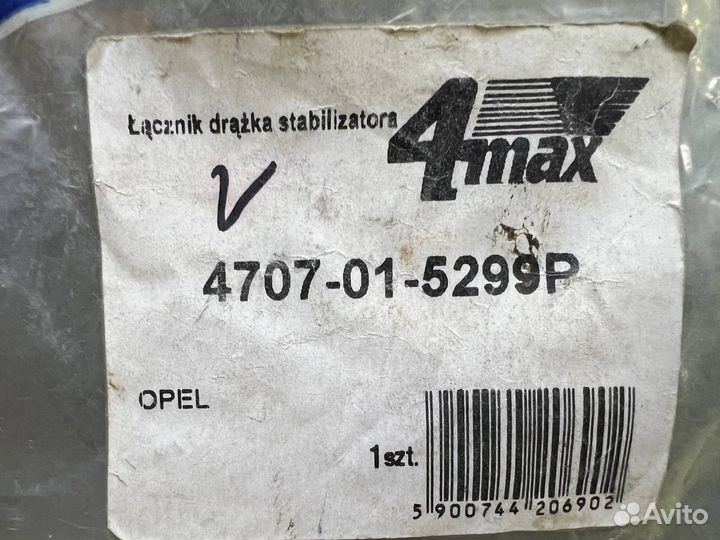 Łącznik drążka stabilizatora
4max
V
4707-01-5299P
OPEL
1szt.
5 900744 206902
Avito